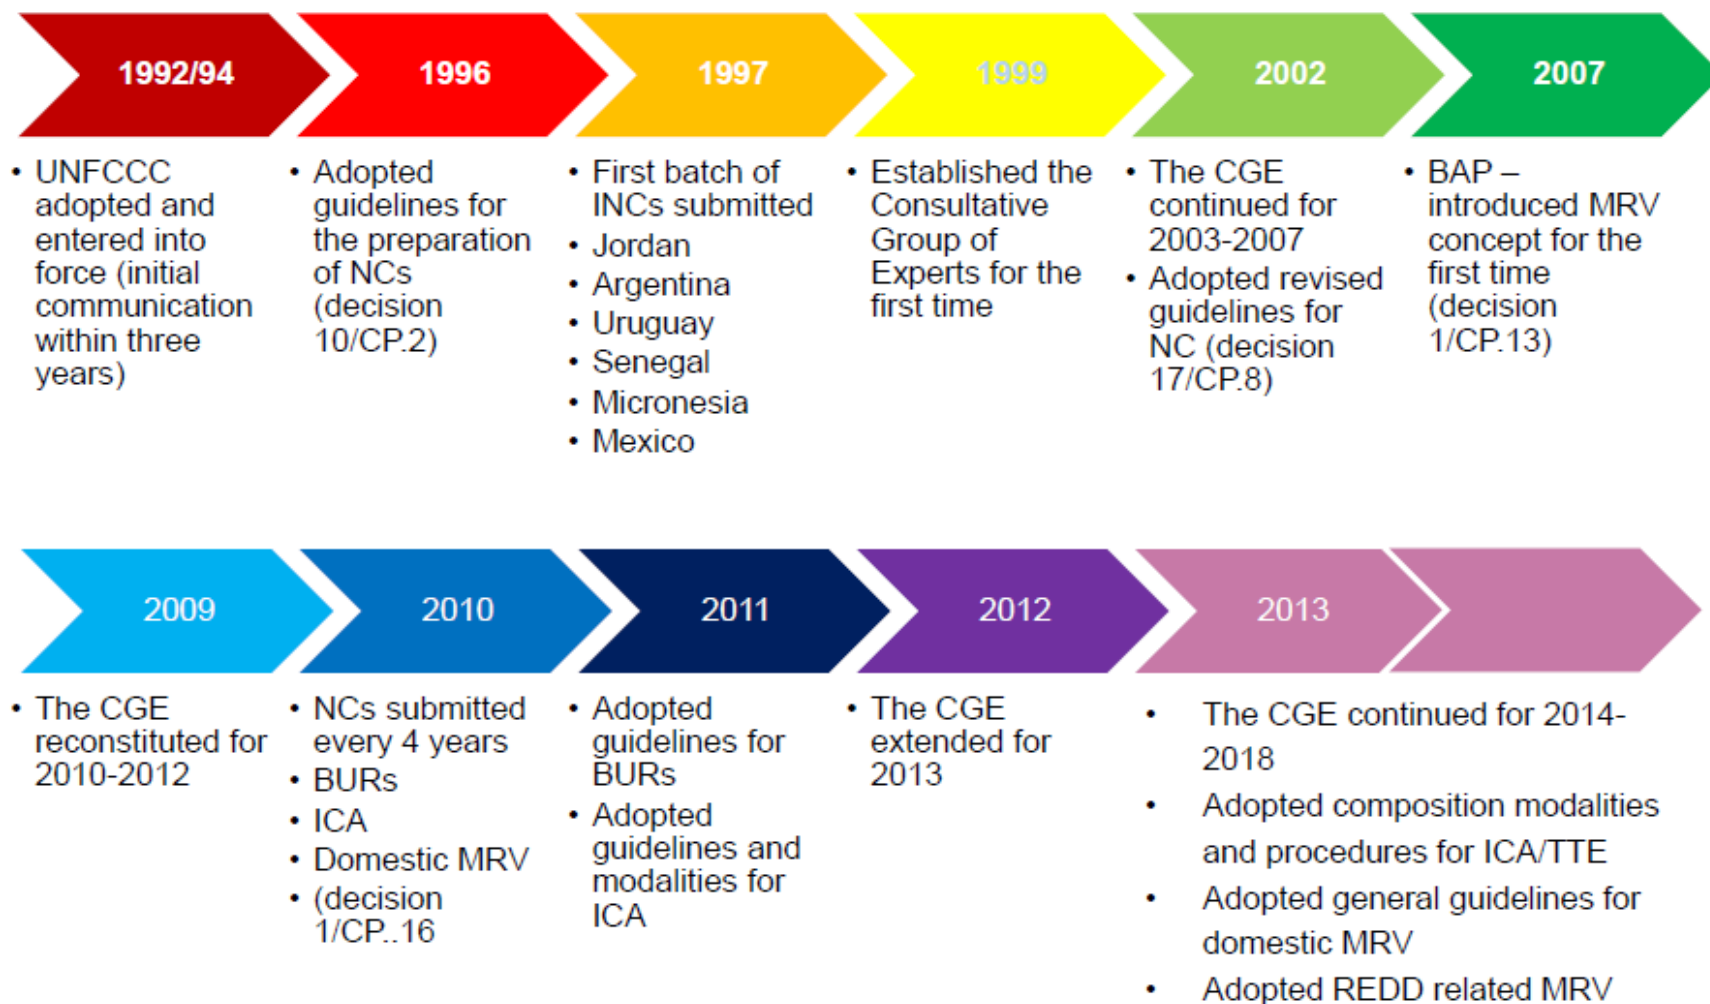 1992/94
• UNFCCC
adopted and
entered into
force (initial
communication
within three
years)
1996
• Adopted
guidelines for
the preparation
of NCs
(decision
10/CP.2)
1997
• First batch of
INCs submitted
• Jordan
• Argentina
• Uruguay
• Senegal
• Micronesia
• Mexico
1999
• Established the
Consultative
Group of
Experts for the
first time
2002
• The CGE
continued for
2003-2007
• Adopted revised
guidelines for
NC (decision
17/CP.8)
2007
• BAP –
introduced MRV
concept for the
first time
(decision
1/CP.13)
2009
• The CGE
reconstituted for
2010-2012
2010
• NCs submitted
every 4 years
• BURs
• ICA
• Domestic MRV
• (decision
1/CP..16
2011
• Adopted
guidelines for
BURs
• Adopted
guidelines and
modalities for
ICA
2012
• The CGE
extended for
2013
2013
• The CGE continued for 2014-
2018
• Adopted composition modalities
and procedures for ICA/TTE
• Adopted general guidelines for
domestic MRV
• Adopted REDD related MRV